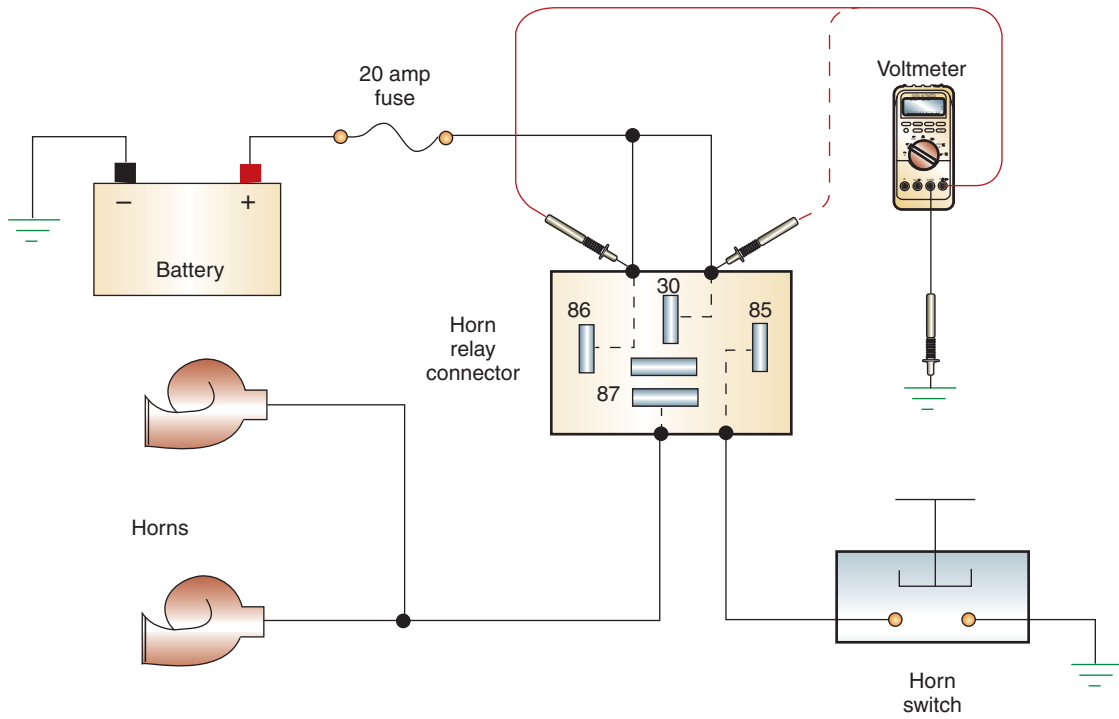 20 amp
fuse
Voltmeter
–
+
Battery
Horn
relay
connector
30
86
85
87
Horns
Horn
switch